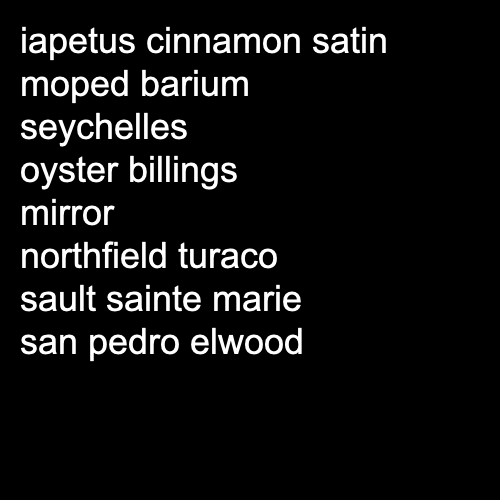 iapetus cinnamon satin
moped barium
seychelles
oyster billings
mirror
northfield turaco
sault sainte marie
san pedro elwood